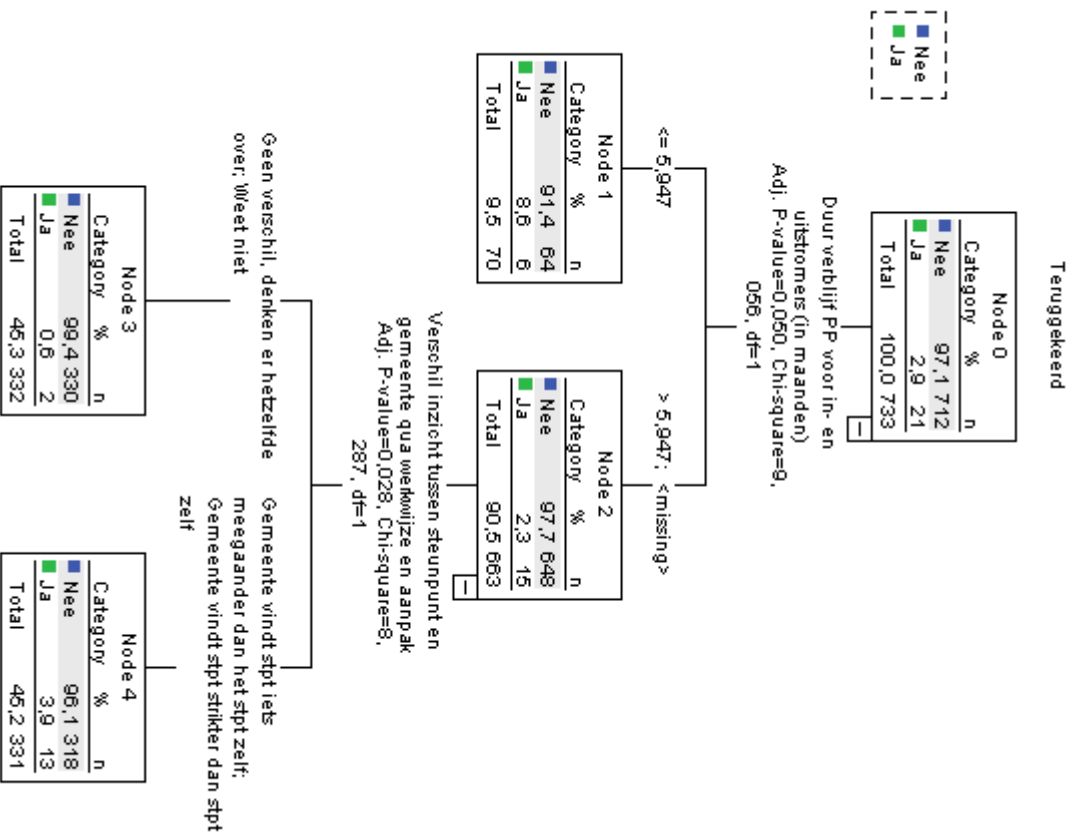 Teruggekeerd
Nee
Ja
Node 0
Category % n
Nee 97,1 712
Ja 2,9 21
Total 100,0 733
Duur verblijf PP voor in- en
uitstromers (in maanden)
Adj. P-value=0,050, Chi-square=9,
056, df=1
<= 5,947
> 5,947; <missing>
Node 1
Category % n
Nee 91,4 64
Ja 8,6 6
Total 9,5 70
Node 2
Category % n
Nee 97,7 648
Ja 2,3 15
Total 90,5 663
Verschil inzicht tussen steunpunt en
gemeente qua werkwijze en aanpak
Adj. P-value=0,028, Chi-square=8,
287, df=1
Geen verschil, denken er hetzelfde
over; Weet niet
Gemeente vindt stpt iets
meegaander dan het stpt zelf;
Gemeente vindt stpt strikter dan stpt
zelf
Node 3
Category % n
Nee 99,4 330
Ja 0,6 2
Total 45,3 332
Node 4
Category % n
Nee 96,1 318
Ja 3,9 13
Total 45,2 331